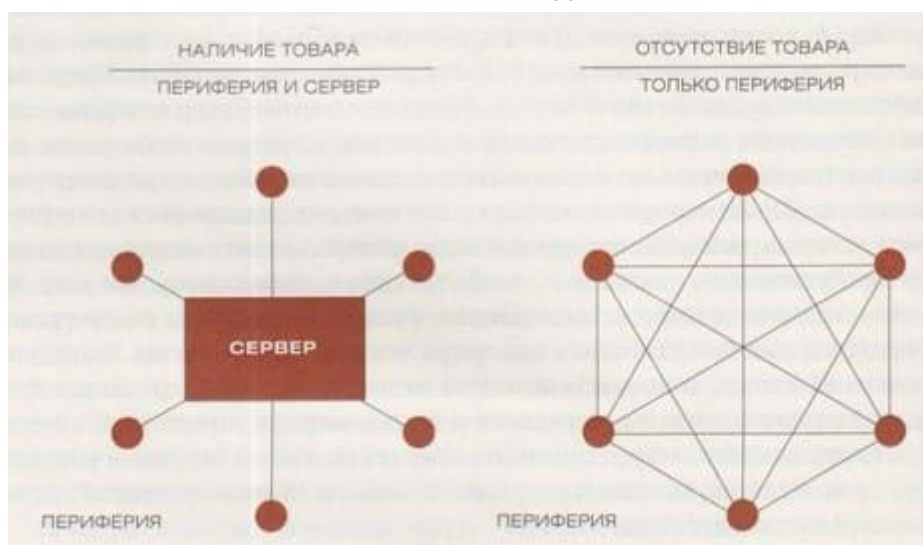 НАЛИЧИЕ ТОВАРА
ПЕРИФЕРИЯ И СЕРВЕР
СЕРВЕР
ПЕРИФЕРИЯ
ОТСУТСТВИЕ ТОВАРА
ТОЛЬКО ПЕРИФЕРИЯ
ПЕРИФЕРИЯ